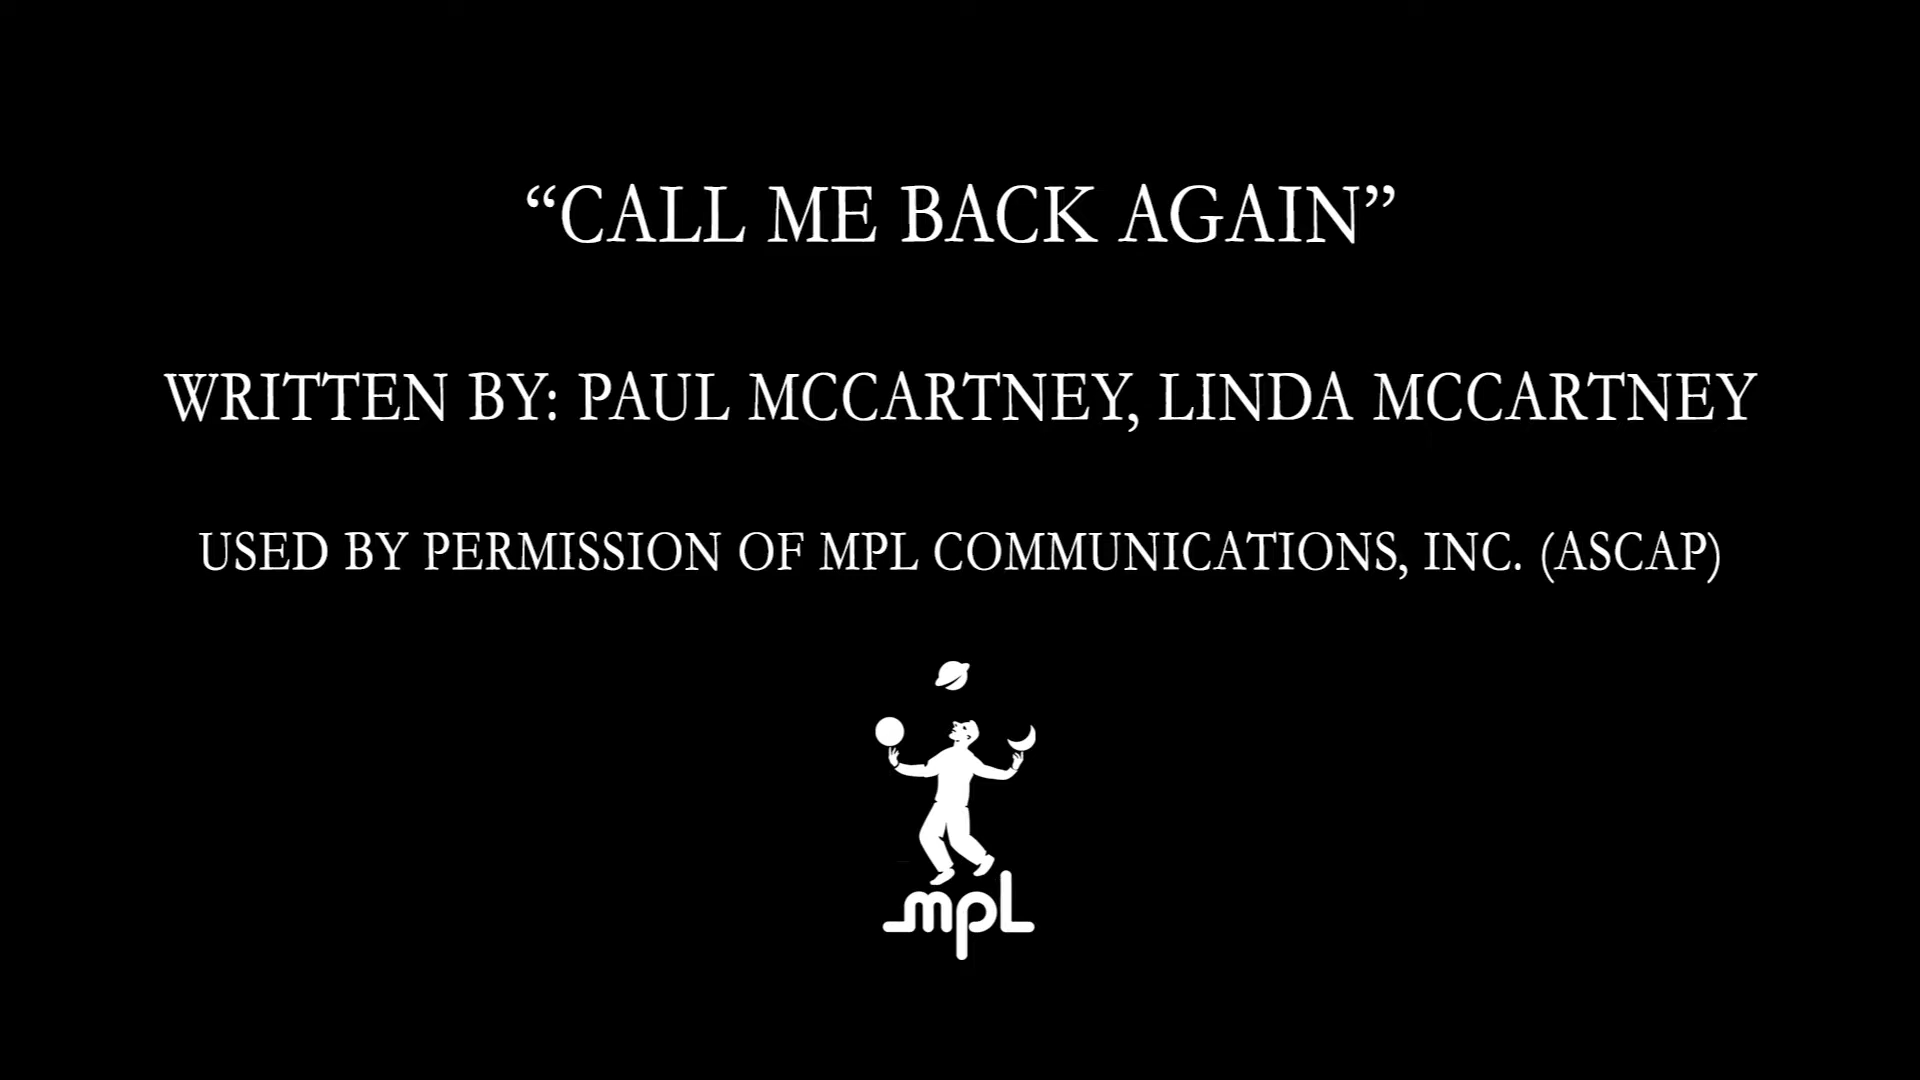 “CALL ME BACK AGAIN”
WRITTEN BY: PAUL MCCARTNEY, LINDA MCCARTNEY
USED BY PERMISSION OF MPL COMMUNICATIONS, INC. (ASCAP)
mpL